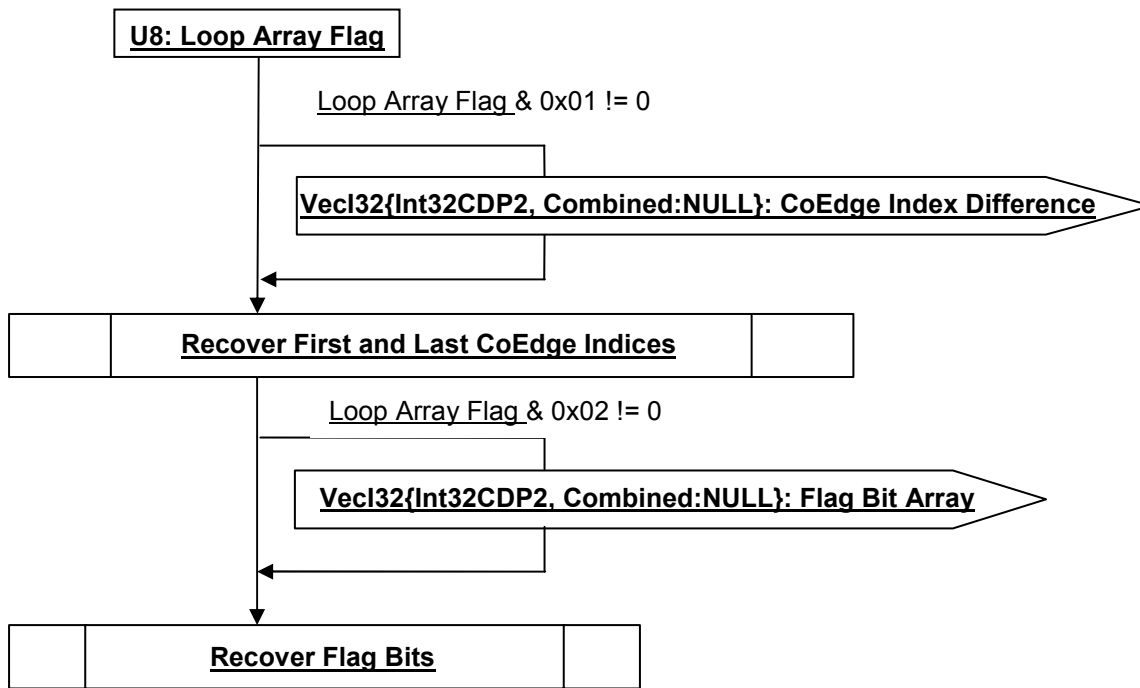 U8: Loop Array Flag
Loop Array Flag & 0x01 != 0
VecI32{Int32CDP2, Combined:NULL}: CoEdge Index Difference
Recover First and Last CoEdge Indices
Loop Array Flag & 0x02 != 0
VecI32{Int32CDP2, Combined:NULL}: Flag Bit Array
Recover Flag Bits